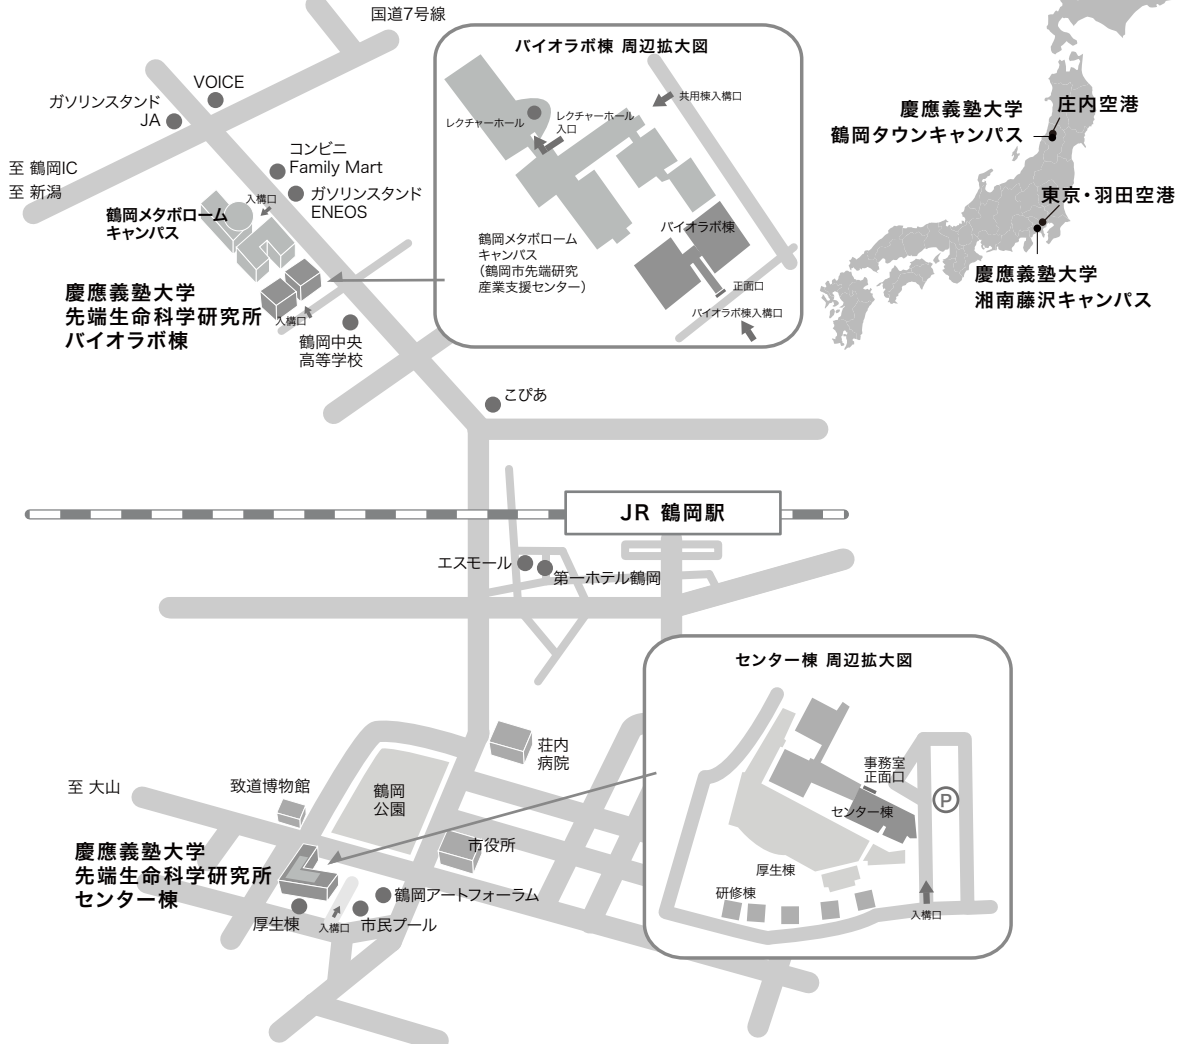 国道7号線
VOICE
ガソリンスタンド
JA
コンビニ
Family Mart
至 鶴岡IC
至 新潟
ガソリンスタンド
ENEOS
入構口
鶴岡メタボローム
キャンパス
慶應義塾大学
先端生命科学研究所
バイオラボ棟
入構口
鶴岡中央
高等学校
バイオラボ棟 周辺拡大図
共用棟入構口
レクチャーホール
レクチャーホール
入口
バイオラボ棟
鶴岡メタボローム
キャンパス
(鶴岡市先端研究
産業支援センター)
正面口
バイオラボ棟入構口
慶應義塾大学
鶴岡タウンキャンパス
庄内空港
東京・羽田空港
慶應義塾大学
湘南藤沢キャンパス
こぴあ
JR 鶴岡駅
エスモール
第一ホテル鶴岡
荘内
病院
至 大山
致道博物館
鶴岡
公園
市役所
慶應義塾大学
先端生命科学研究所
センター棟
厚生棟
入構口
市民プール
鶴岡アートフォーラム
センター棟 周辺拡大図
事務室
正面口
P
センター棟
厚生棟
研修棟
入構口